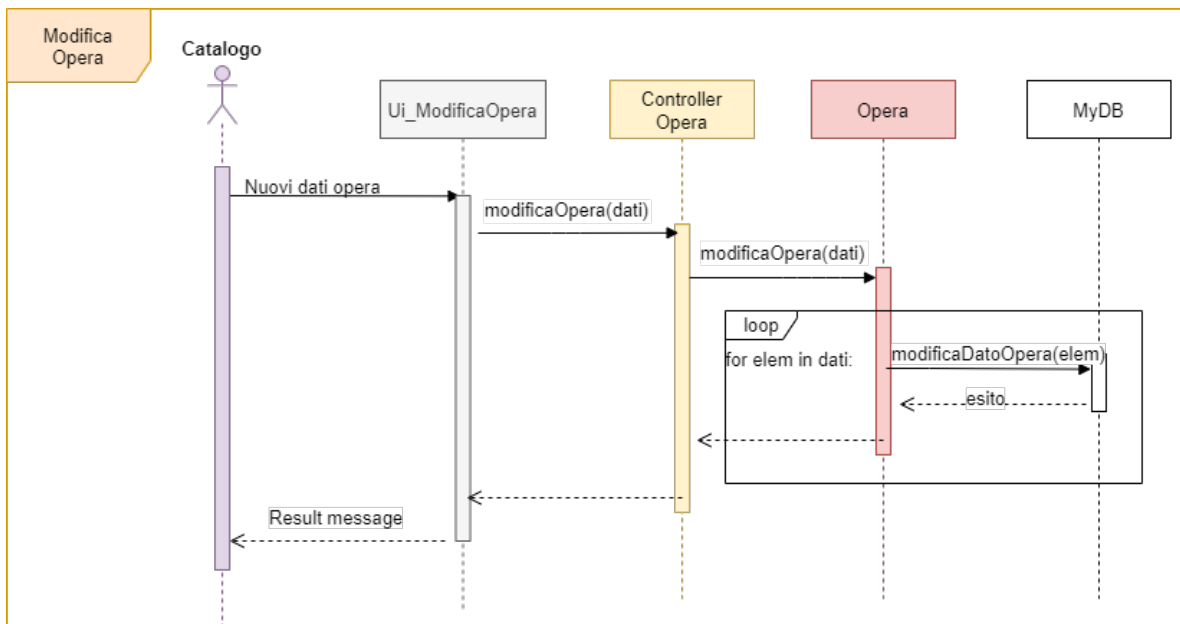 Modifica
Opera
Catalogo
Ui_ModificaOpera
Controller
Opera
Opera
MyDB
Nuovi dati opera
modificaOpera(dati)
modificaOpera(dati)
loop
for elem in dati:
modificaDatoOpera(elem)
esito
Result message